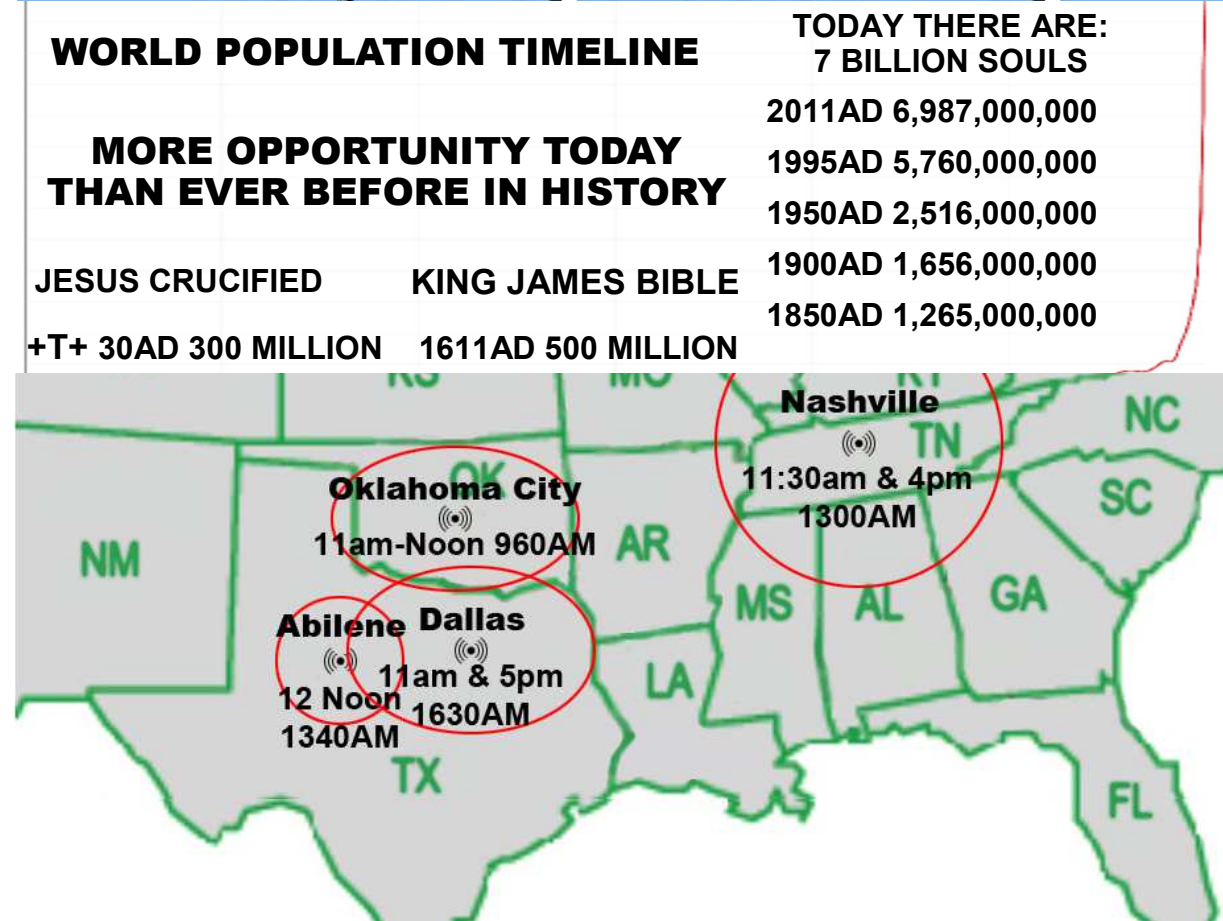 WORLD POPULATION TIMELINE
MORE OPPORTUNITY TODAY
THAN EVER BEFORE IN HISTORY
JESUS CRUCIFIED
+T+ 30AD 300 MILLION
KING JAMES BIBLE
1611AD 500 MILLION
TODAY THERE ARE:
7 BILLION SOULS
2011AD 6,987,000,000
1995AD 5,760,000,000
1950AD 2,516,000,000
1900AD 1,656,000,000
1850AD 1,265,000,000
KS
MO
KY
Nashville
TN
11:30am & 4pm
1300AM
NC
SC
OK
Oklahoma City
11am-Noon 960AM
NM
AR
MS
AL
GA
Abilene
12 Noon
1340AM
Dallas
11am & 5pm
1630AM
LA
TX
FL